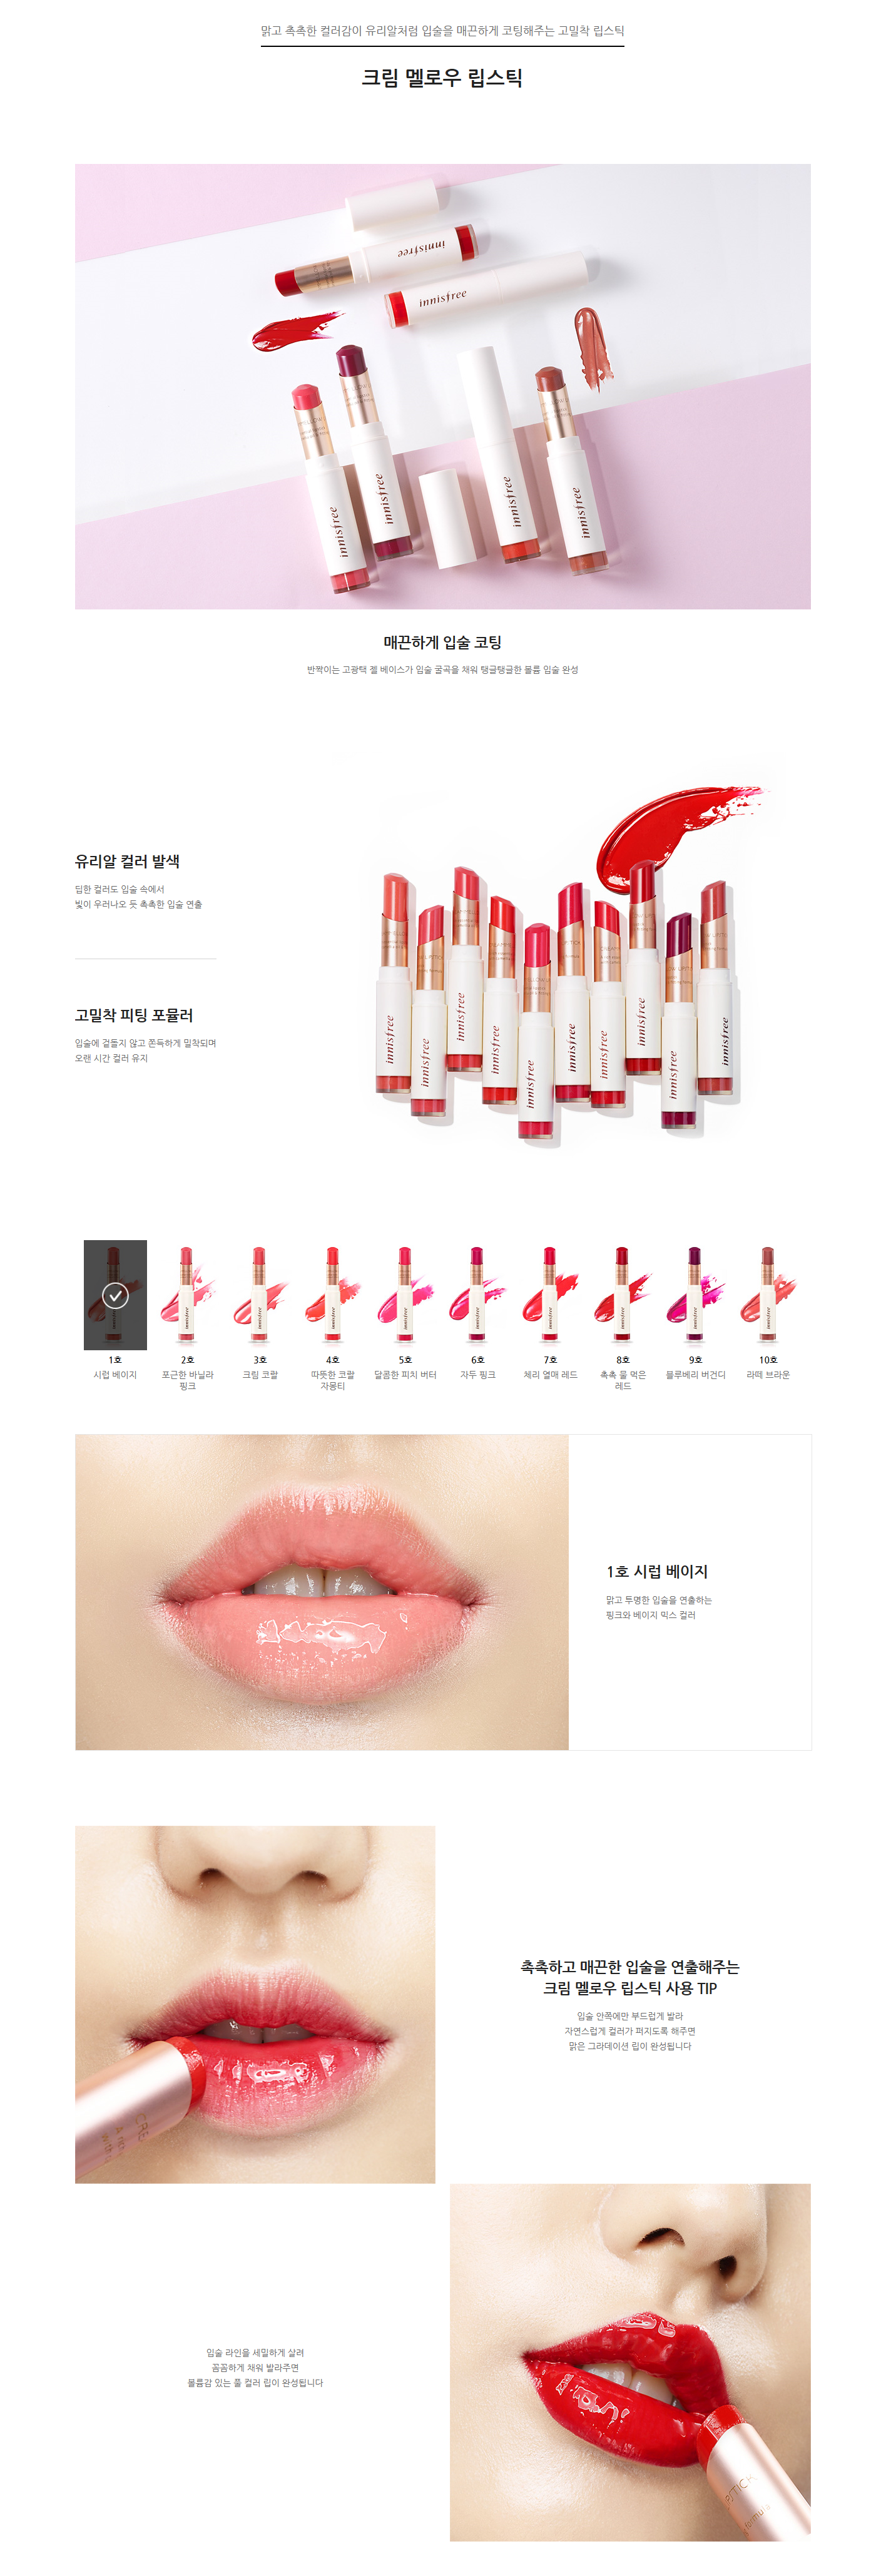 맑고 촉촉한 컬러감이 유리알처럼 입술을 매끈하게 코팅해주는 고밀착 립스틱
크림 멜로우 립스틱
innisfree
innisfree
innisfree
innisfree
innisfree
innisfree
매끈하게 입술 코팅
반짝이는 고광택 젤 베이스가 입술 굴곡을 채워 탱글탱글한 볼륨 입술 완성
유리알 컬러 발색
딥한 컬러도 입술 속에서
빛이 우러나오 듯 촉촉한 입술 연출
고밀착 피팅 포뮬러
입술에 겉돌지 않고 쫀득하게 밀착되며
오랜 시간 컬러 유지
innisfree
innisfree
innisfree
innisfree
innisfree
innisfree
innisfree
innisfree
innisfree
innisfree
1호
시럽 베이지
2호
포근한 바닐라
핑크
3호
크림 코랄
4호
따뜻한 코랄
자몽티
5호
달콤한 피치 버터
6호
자두 핑크
7호
체리 열매 레드
8호
촉촉 물 먹은
레드
9호
블루베리 버건디
10호
라떼 브라운
1호 시럽 베이지
맑고 투명한 입술을 연출하는
핑크와 베이지 믹스 컬러
촉촉하고 매끈한 입술을 연출해주는
크림 멜로우 립스틱 사용 TIP
입술 안쪽에만 부드럽게 발라
자연스럽게 컬러가 퍼지도록 해주면
맑은 그라데이션 립이 완성됩니다
입술 라인을 세밀하게 살려
꼼꼼하게 채워 발라주면
볼륨감 있는 풀 컬러 립이 완성됩니다